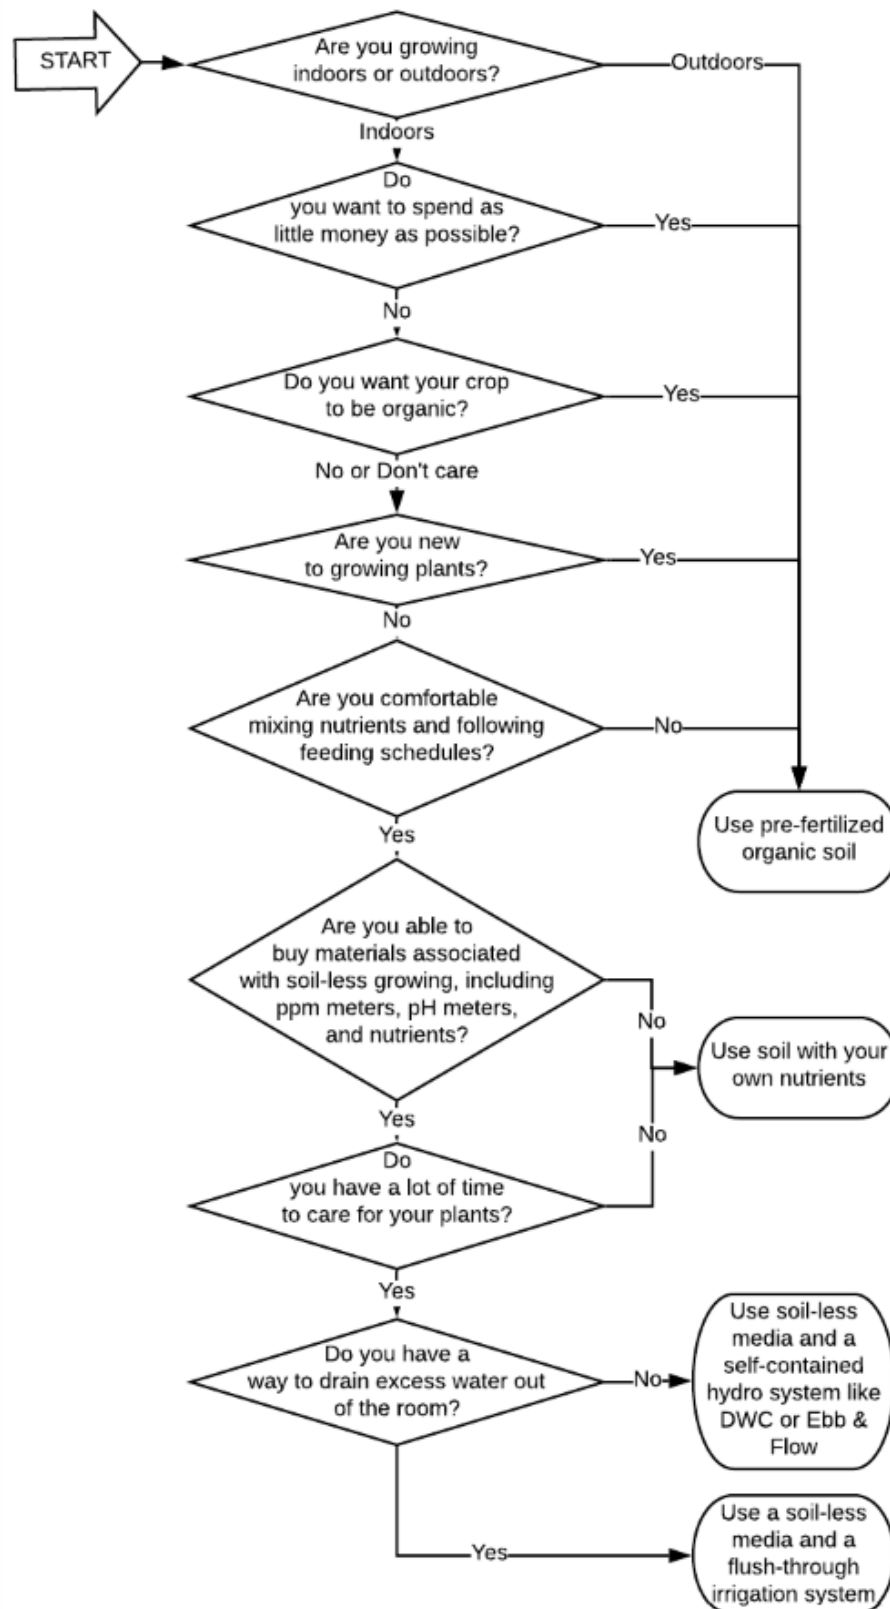 START
Are you growing
indoors or outdoors?
Outdoors
Indoors
Do
you want to spend as
little money as possible?
Yes
No
Do you want your crop
to be organic?
Yes
No or Don't care
Are you new
to growing plants?
Yes
No
Are you comfortable
mixing nutrients and following
feeding schedules?
No
Use pre-fertilized
organic soil
Yes
Are you able to
buy materials associated
with soil-less growing, including
ppm meters, pH meters,
and nutrients?
No
Use soil with your
own nutrients
Yes
No
Do
you have a lot of time
to care for your plants?
Yes
Do you have a
way to drain excess water out
of the room?
No
Use soil-less
media and a
self-contained
hydro system like
DWC or Ebb &
Flow
Yes
Use a soil-less
media and a
flush-through
irrigation system